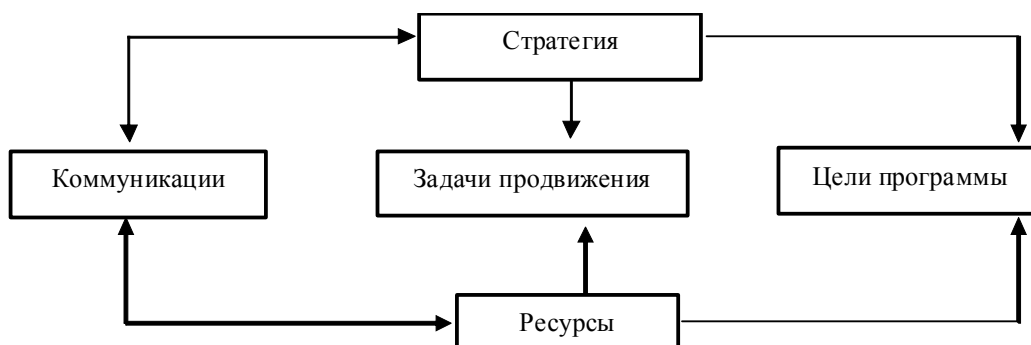 Стратегия
Коммуникации
Задачи продвижения
Цели программы
Ресурсы